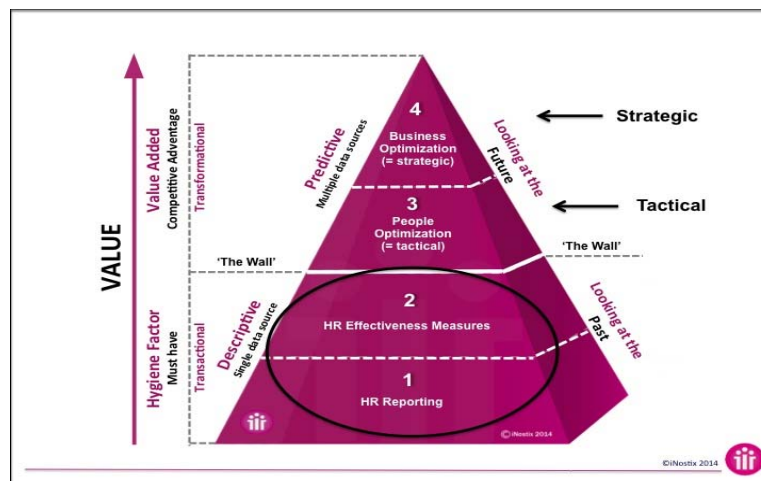 VALUE
Value Added
Competitive Advantage
Transformational
Hygiene Factor
Must have
Transactional
Predictive
Multiple data sources
Descriptive
Single data source
4
Business
Optimization
(= strategic)
3
People
Optimization
(= tactical)
'The Wall'
'The Wall'
2
HR Effectiveness Measures
1
HR Reporting
Looking at the
Future
Looking at the
Past
Strategic
Tactical
©iNostix 2014
©iNostix 2014